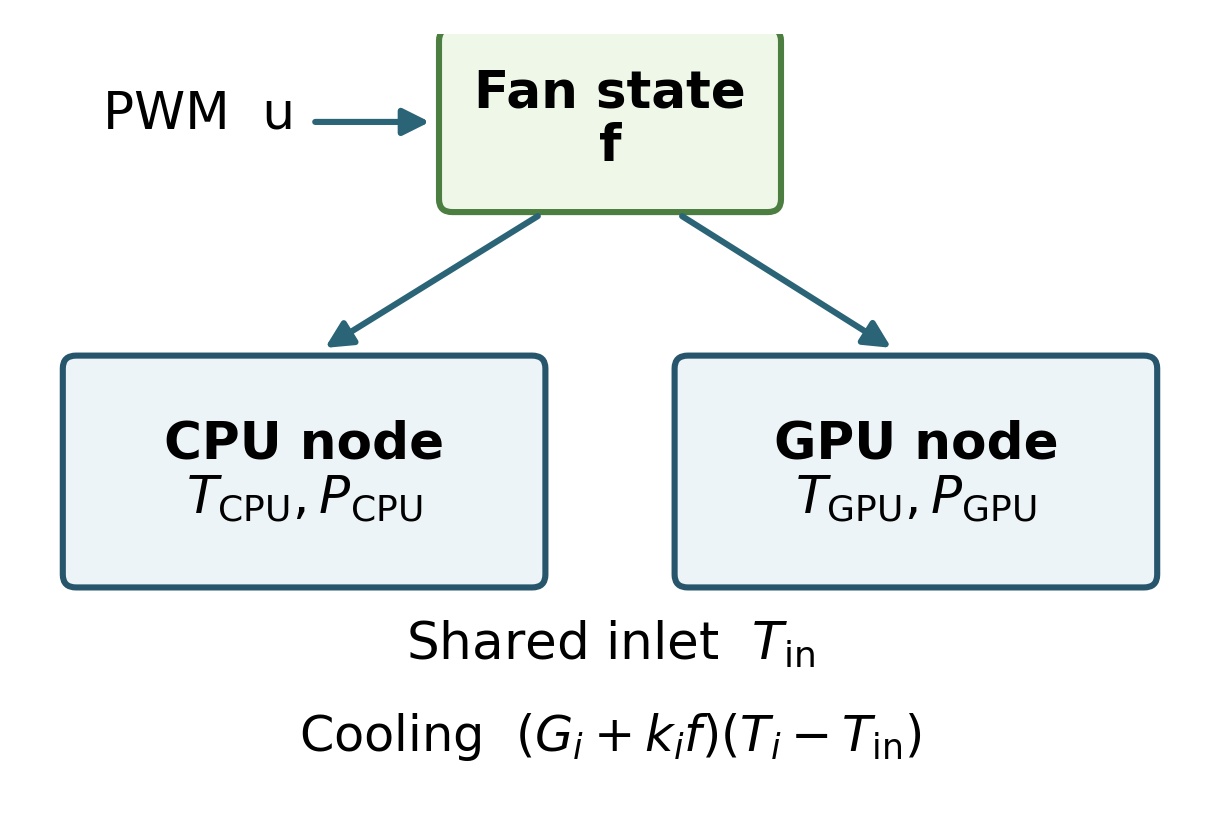 PWM  u
Fan state
f
CPU node
T_CPU, P_CPU
GPU node
T_GPU, P_GPU
Shared inlet  T_in
Cooling  (G_i + k_i f)(T_i − T_in)